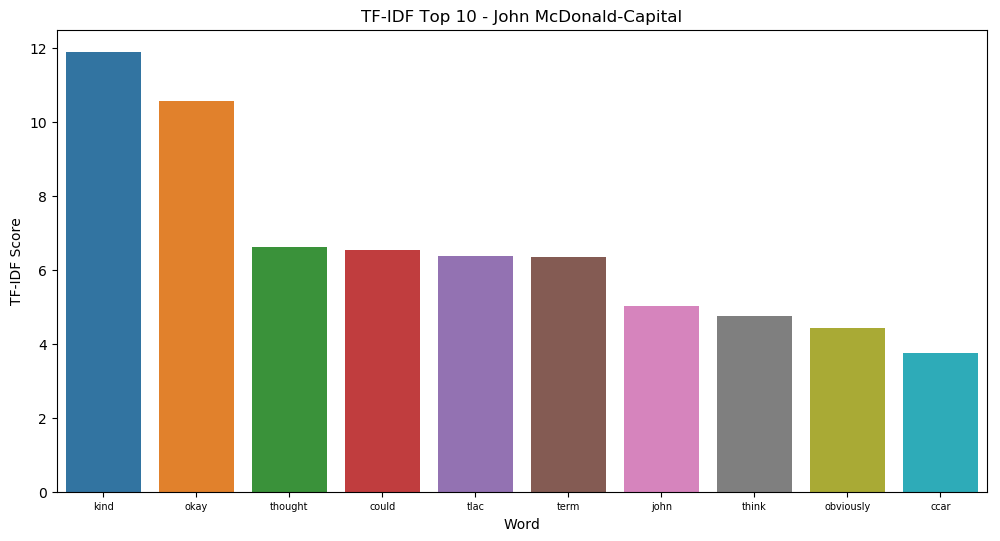 TF-IDF Top 10 - John McDonald-Capital
TF-IDF Score
12
10
8
6
4
2
0
kind okay thought could tlac term john think obviously ccar
Word